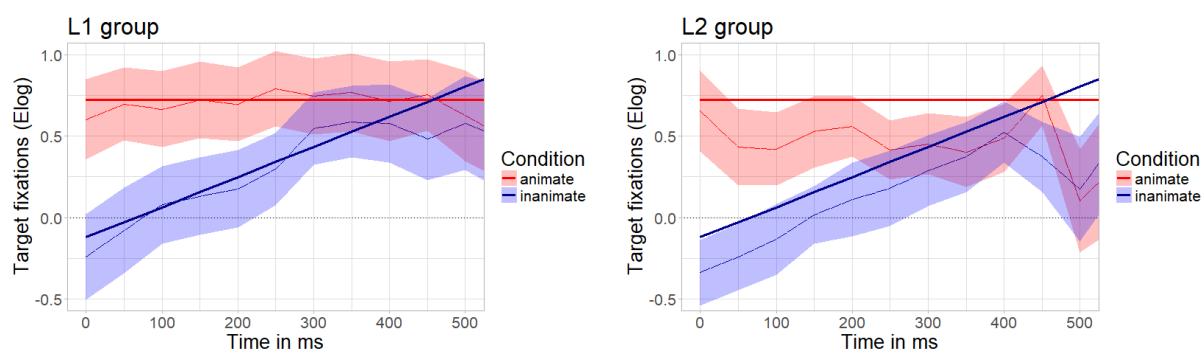 L1 group
Target fixations (Elog)
1.0
0.5
0.0
-0.5
0
100
200
300
400
500
Time in ms
Condition
animate
inanimate
L2 group
Target fixations (Elog)
1.0
0.5
0.0
-0.5
0
100
200
300
400
500
Time in ms
Condition
animate
inanimate